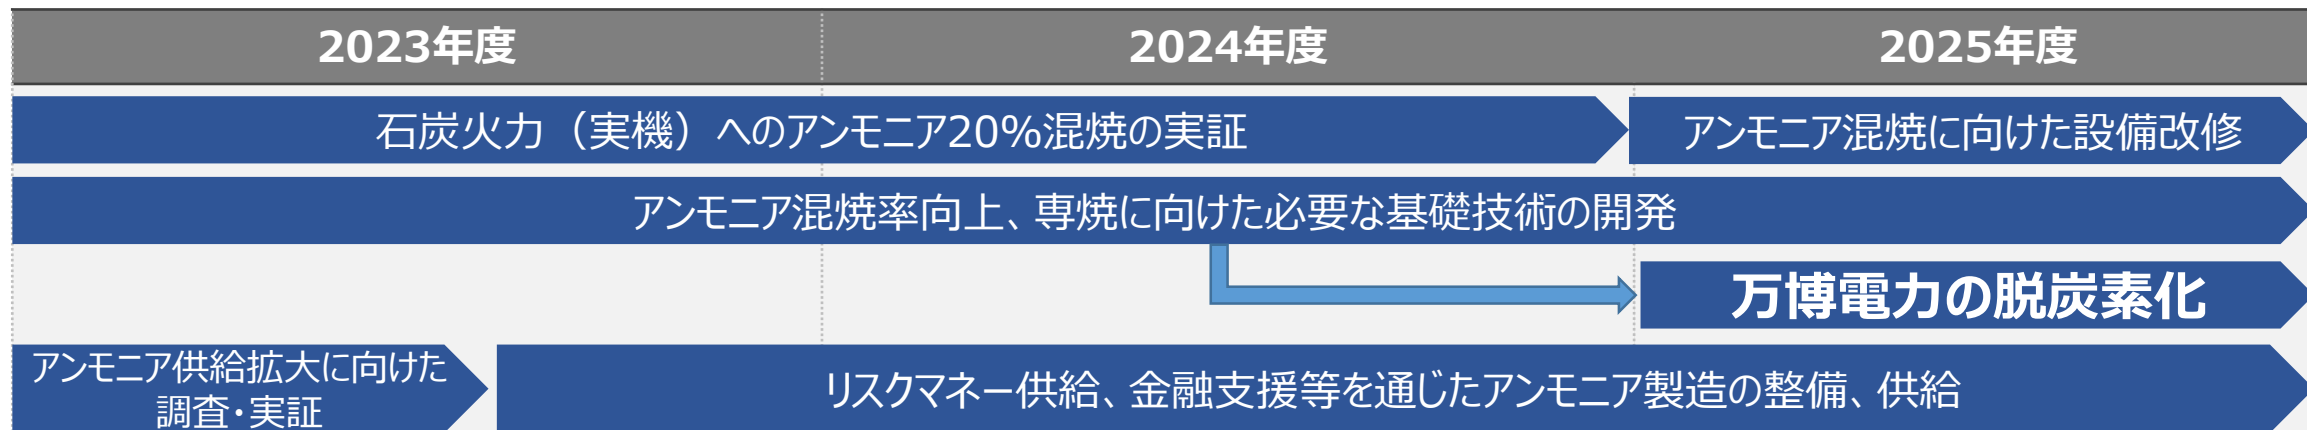 2023年度
2024年度
2025年度
石炭火力（実機）へのアンモニア20%混焼の実証
アンモニア混焼に向けた設備改修
アンモニア混焼率向上、専焼に向けた必要な基礎技術の開発
万博電力の脱炭素化
アンモニア供給拡大に向けた
調査・実証
リスクマネー供給、金融支援等を通じたアンモニア製造の整備、供給